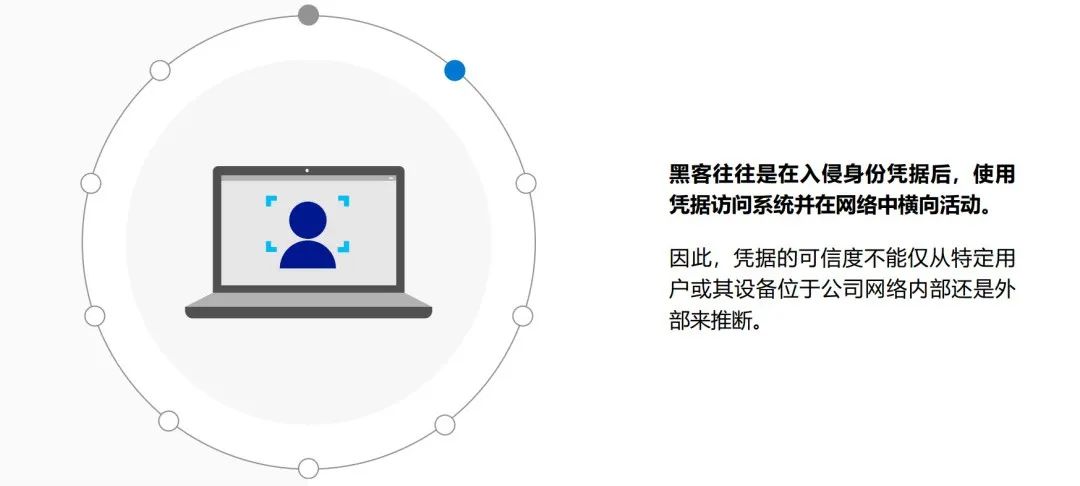 黑客往往是在入侵身份凭据后，使用
凭据访问系统并在网络中横向活动。
因此，凭据的可信度不能仅从特定用
户或其设备位于公司网络内部还是外
部来推断。